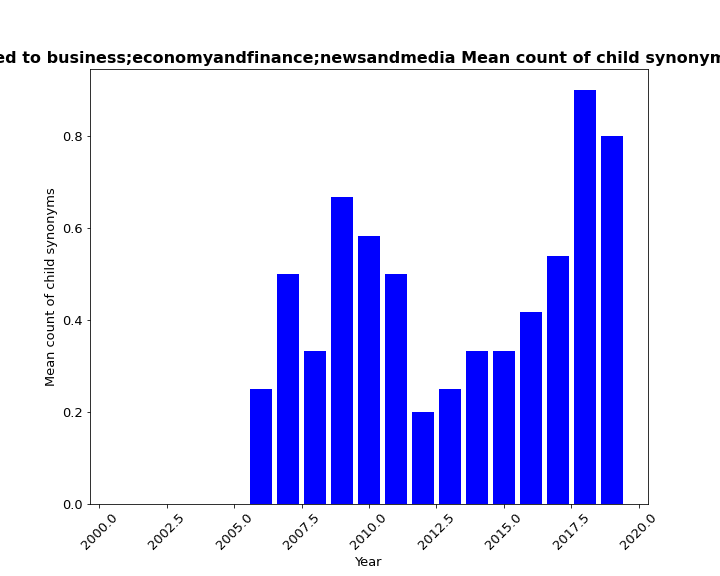 ed to business;economyandfinance;newsandmedia Mean count of child synonym
0.8
0.6
0.4
0.2
0.0
Mean count of child synonyms
2000.0 2002.5 2005.0 2007.5 2010.0 2012.5 2015.0 2017.5 2020.0
Year